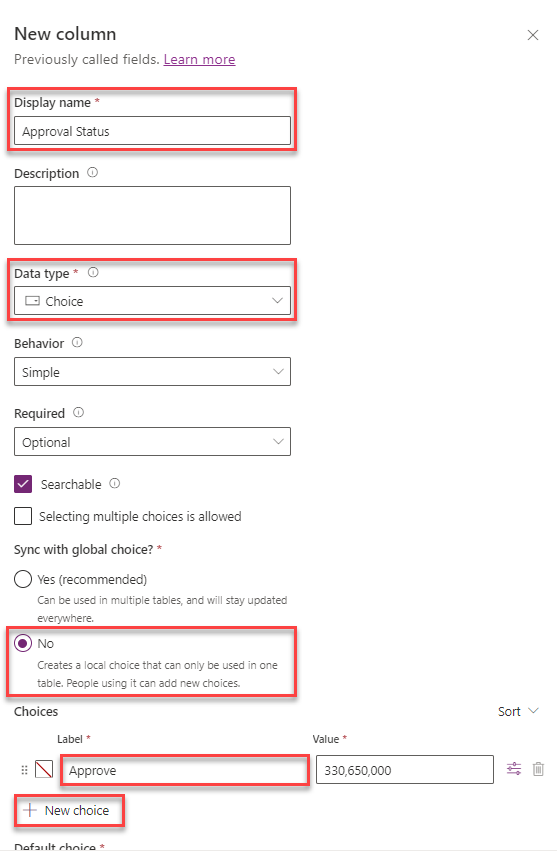 New column
Previously called fields. Learn more
Display name *
Approval Status
Description
Data type *
Choice
Behavior
Simple
Required
Optional
Searchable
Selecting multiple choices is allowed
Sync with global choice? *
Yes (recommended)
Can be used in multiple tables, and will stay updated
everywhere.
No
Creates a local choice that can only be used in one
table. People using it can add new choices.
Choices
Sort
Label *
Value *
Approve
330,650,000
New choice
Default choice *